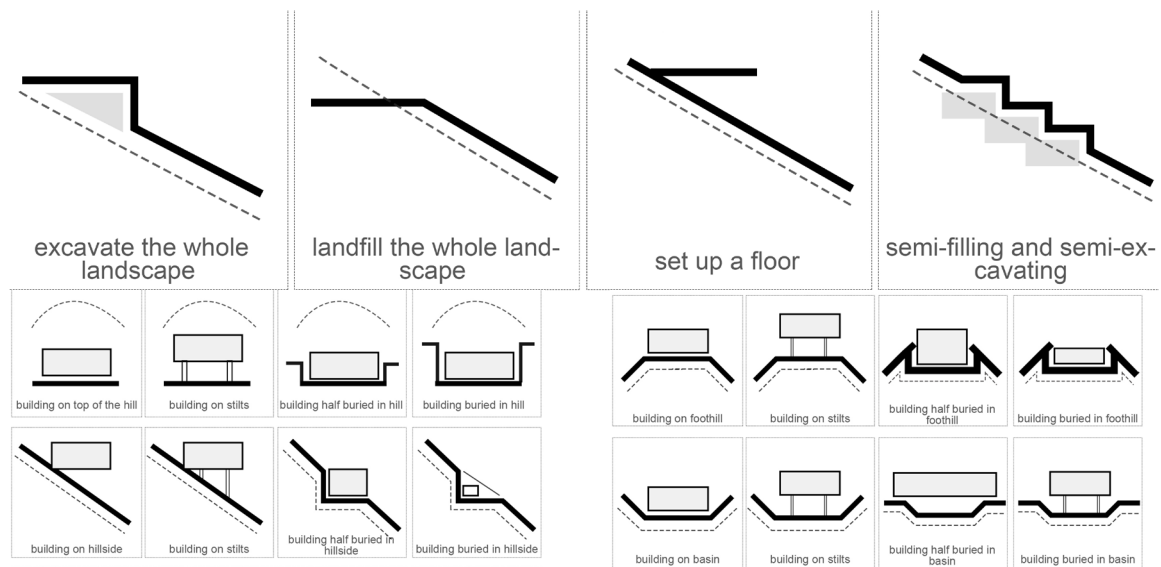 excavate the whole
landscape
landfill the whole land-
scape
set up a floor
semi-filling and semi-ex-
cavating
building on top of the hill
building on stilts
building half buried in hill
building buried in hill
building on foothill
building on stilts
building half buried in
foothill
building buried in foothill
building on hillside
building on stilts
building half buried in
hillside
building buried in hillside
building on basin
building on stilts
building half buried in
basin
building buried in basin